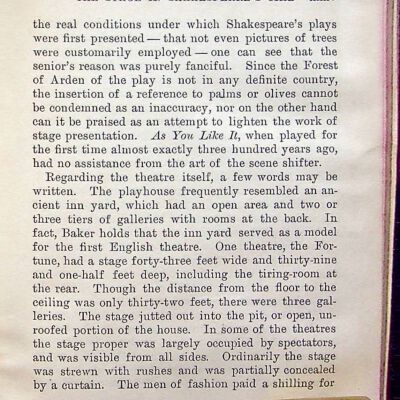 the real conditions under which Shakespeare's plays
were first presented — that not even pictures of trees
were customarily employed — one can see that the
senior's reason was purely fanciful. Since the Forest
of Arden of the play is not in any definite country,
the insertion of a reference to palms or olives cannot
be condemned as an inaccuracy, nor on the other hand
can it be praised as an attempt to lighten the work of
stage presentation. As You Like It, when played for
the first time almost exactly three hundred years ago,
had no assistance from the art of the scene shifter.
Regarding the theatre itself, a few words may be
written. The playhouse frequently resembled an an-
cient inn yard, which had an open area and two or
three tiers of galleries with rooms at the back. In
fact, Baker holds that the inn yard served as a model
for the first English theatre. One theatre, the For-
tune, had a stage forty-three feet wide and thirty-nine
and one-half feet deep, including the tiring-room at
the rear. Though the distance from the floor to the
ceiling was only thirty-two feet, there were three gal-
leries. The stage jutted out into the pit, or open, un-
roofed portion of the house. In some of the theatres
the stage proper was largely occupied by spectators,
and was visible from all sides. Ordinarily the stage
was strewn with rushes and was partially concealed
by a curtain. The men of fashion paid a shilling for